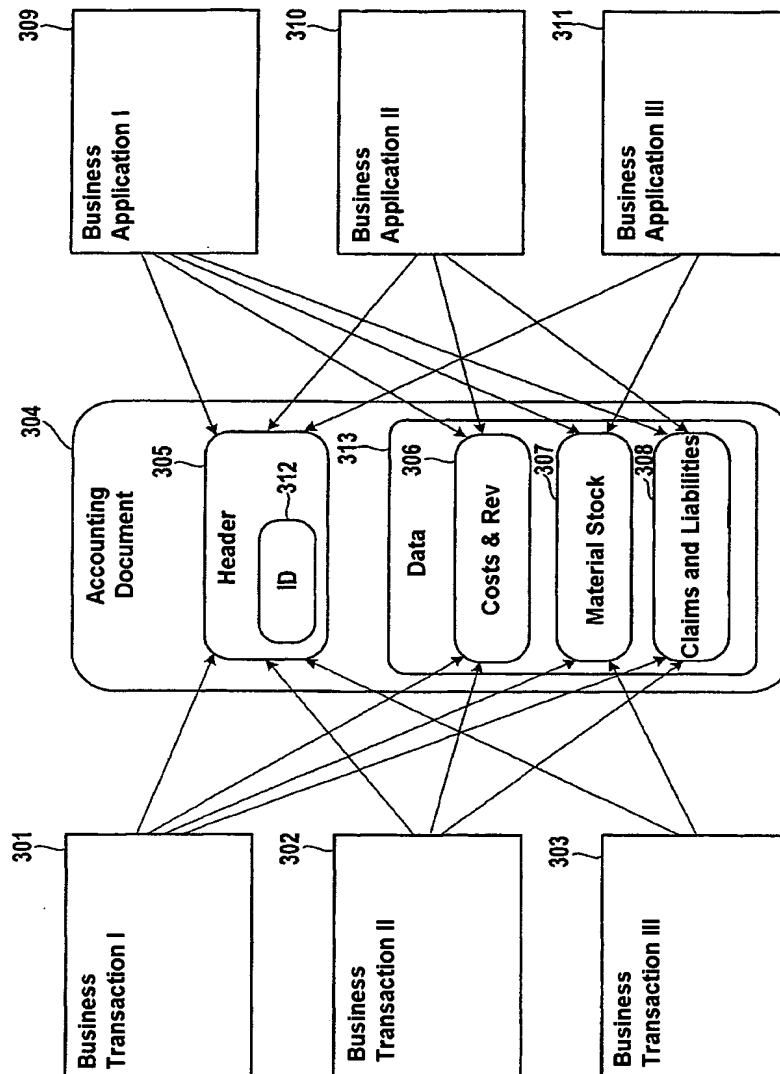 301
Business
Transaction I
302
Business
Transaction II
303
Business
Transaction III
304
Accounting
Document
305
Header
312
ID
313
Data
306
Costs & Rev
307
Material Stock
308
Claims and Liabilities
309
Business
Application I
310
Business
Application II
311
Business
Application III